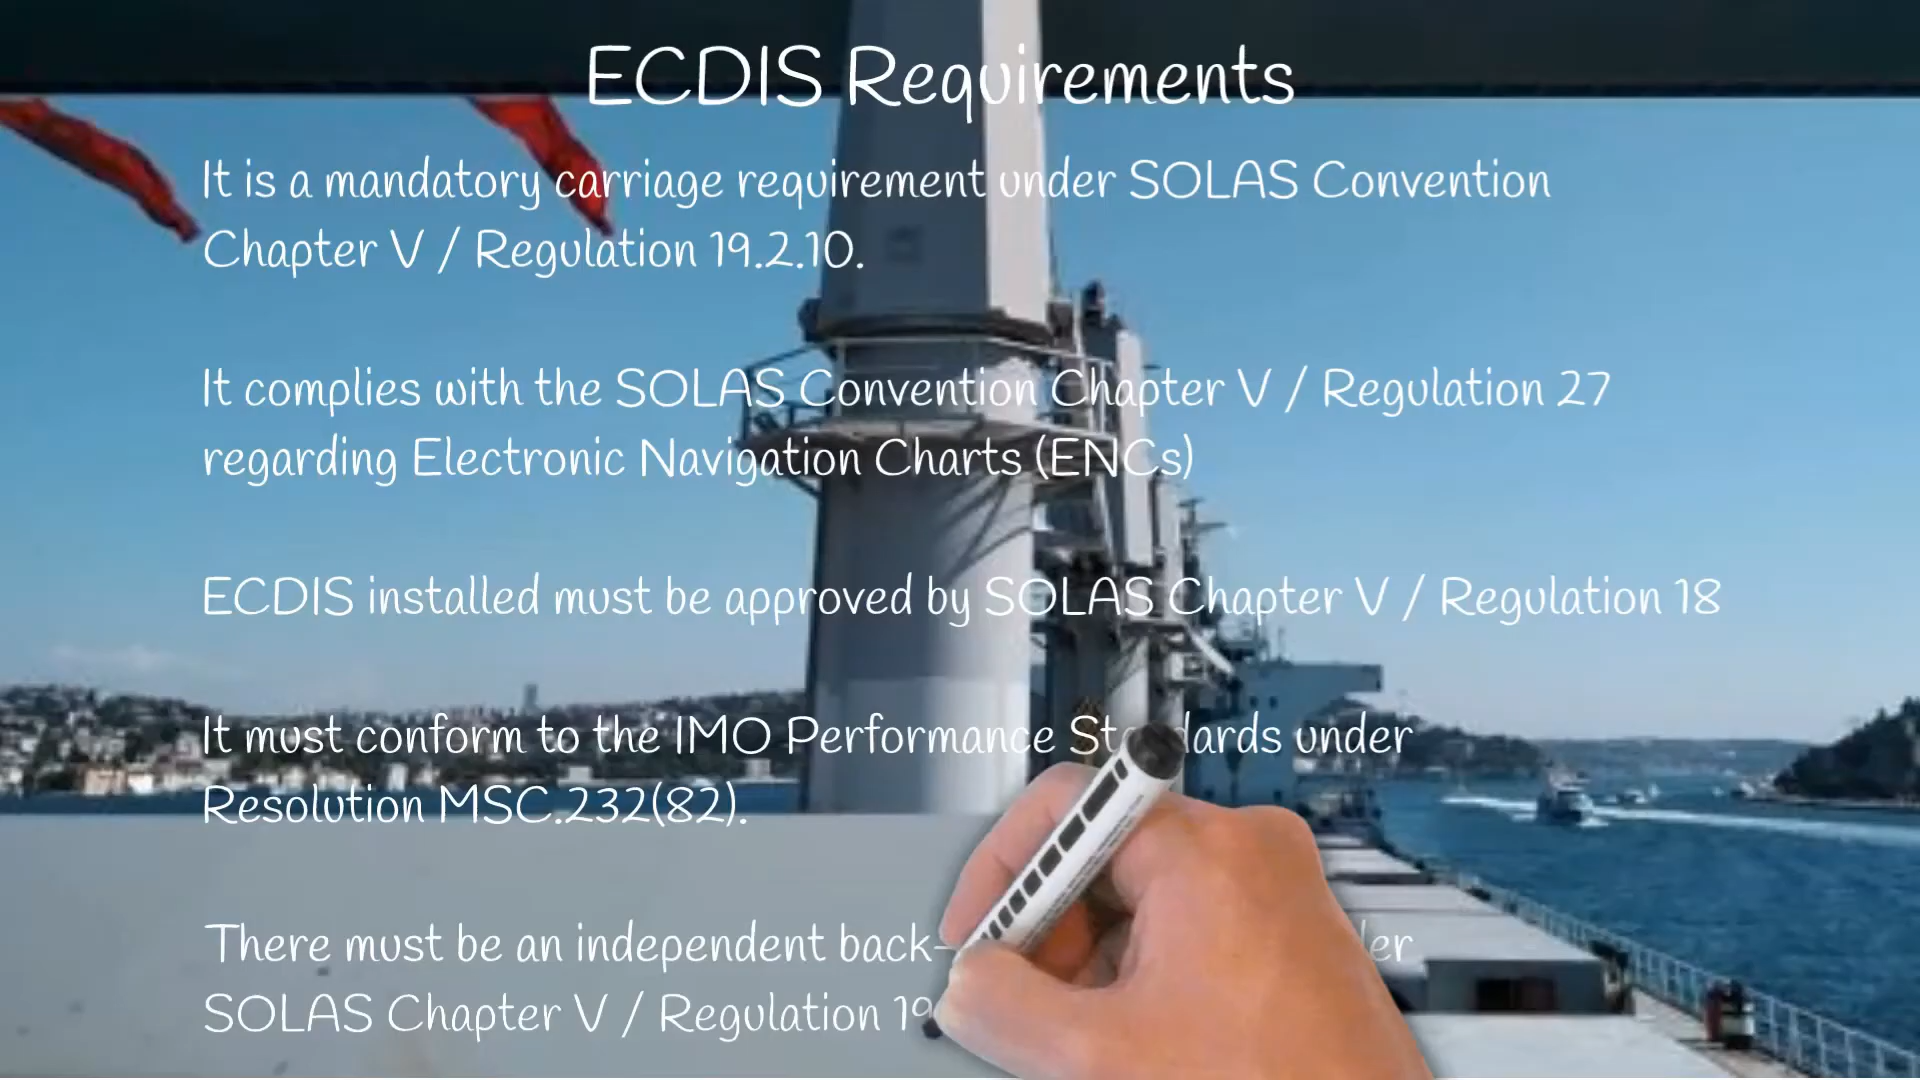 ECDIS Requirements
It is a mandatory carriage requirement under SOLAS Convention
Chapter V / Regulation 19.2.10.
It complies with the SOLAS Convention Chapter V / Regulation 27
regarding Electronic Navigation Charts (ENCs)
ECDIS installed must be approved by SOLAS Chapter V / Regulation 18
It must conform to the IMO Performance Standards under
Resolution MSC.232(82).
There must be an independent back-
SOLAS Chapter V / Regulation 19